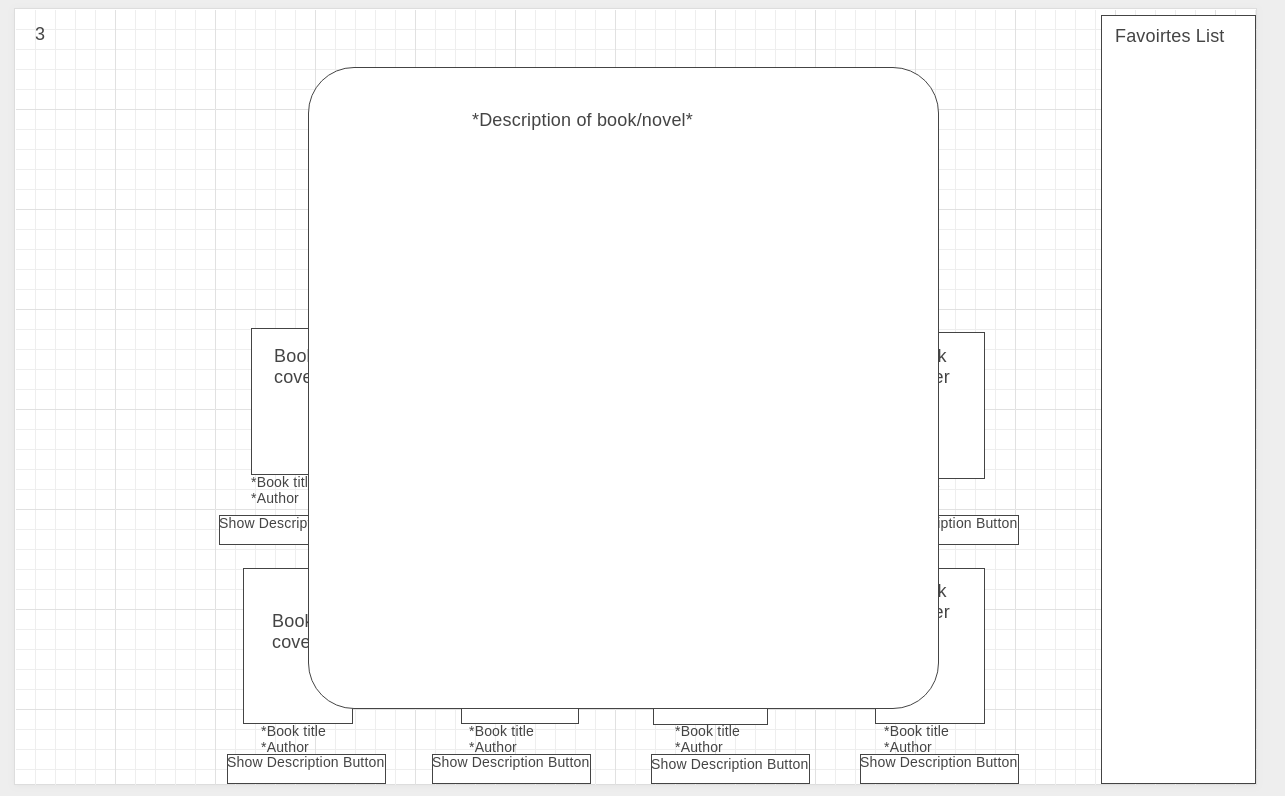 3
Favoirtes List
*Description of book/novel*
Boo
cove
k
er
*Book titl
*Author
Show Descrip
iption Button
Book
cove
k
er
*Book title
*Author
Show Description Button
*Book title
*Author
Show Description Button
*Book title
*Author
Show Description Button
*Book title
*Author
Show Description Button